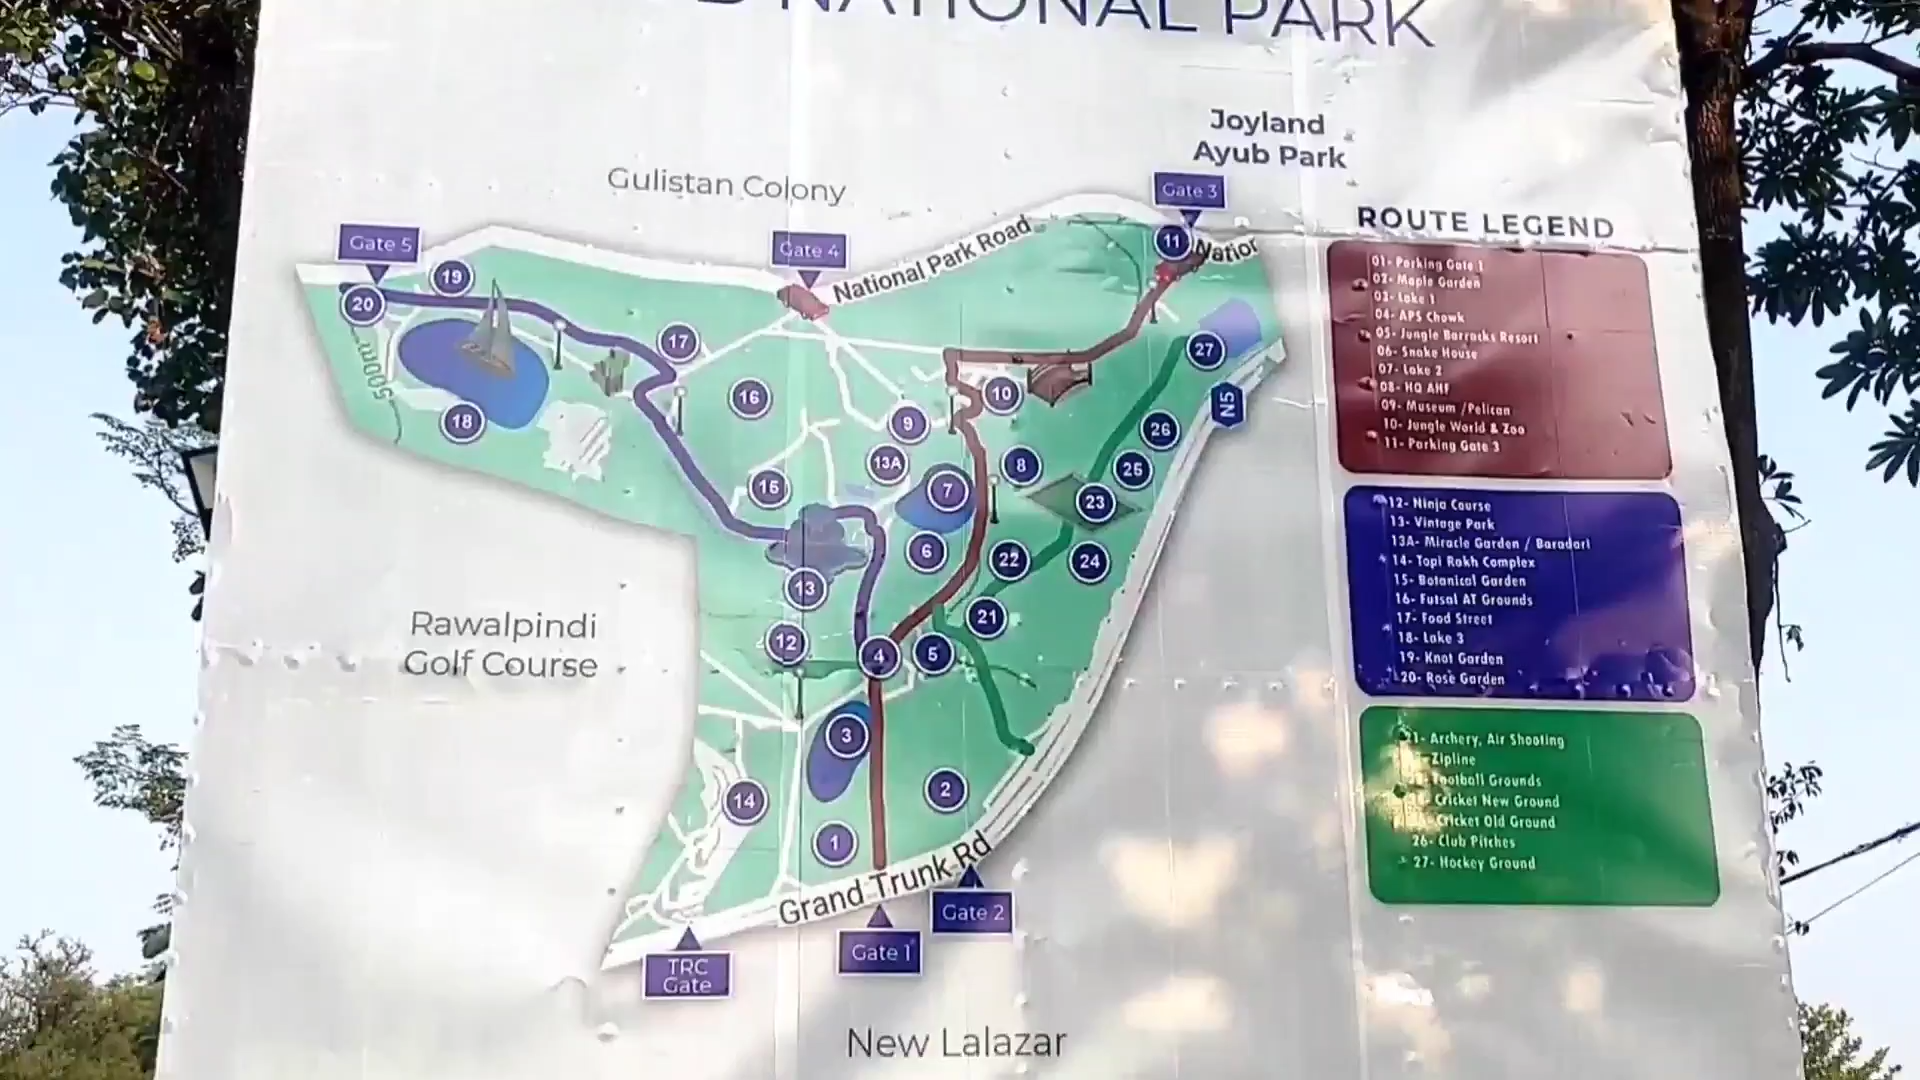 NATIONAL PARK
Joyland
Ayub Park
Gulistan Colony
Gate 3
Gate 5
Gate 4
National Park Road
Natior
11
19
20
500m
17
18
16
27
N5
10
9
26
13A
8
25
15
7
23
6
22
24
13
21
12
4
5
3
14
2
1
Rawalpindi
Golf Course
Grand Trunk Rd
Gate 2
Gate 1
TRC
Gate
New Lalazar
ROUTE LEGEND
01- Parking Gate 1
02- Maple Garden
03- Lake 1
04- APS Chowk
05- Jungle Barracks Resort
06- Snake House
07- Lake 2
08- HQ AHF
09- Museum /Pelican
10- Jungle World & Zoo
11- Parking Gate 3
12- Ninja Course
13- Vintage Park
13A- Miracle Garden / Baradari
14- Topi Rakh Complex
15- Botanical Garden
16- Futsal AT Grounds
17- Food Street
18- Lake 3
19- Knot Garden
20- Rose Garden
21- Archery, Air Shooting
Zipline
Football Grounds
Cricket New Ground
Cricket Old Ground
26- Club Pitches
27- Hockey Ground